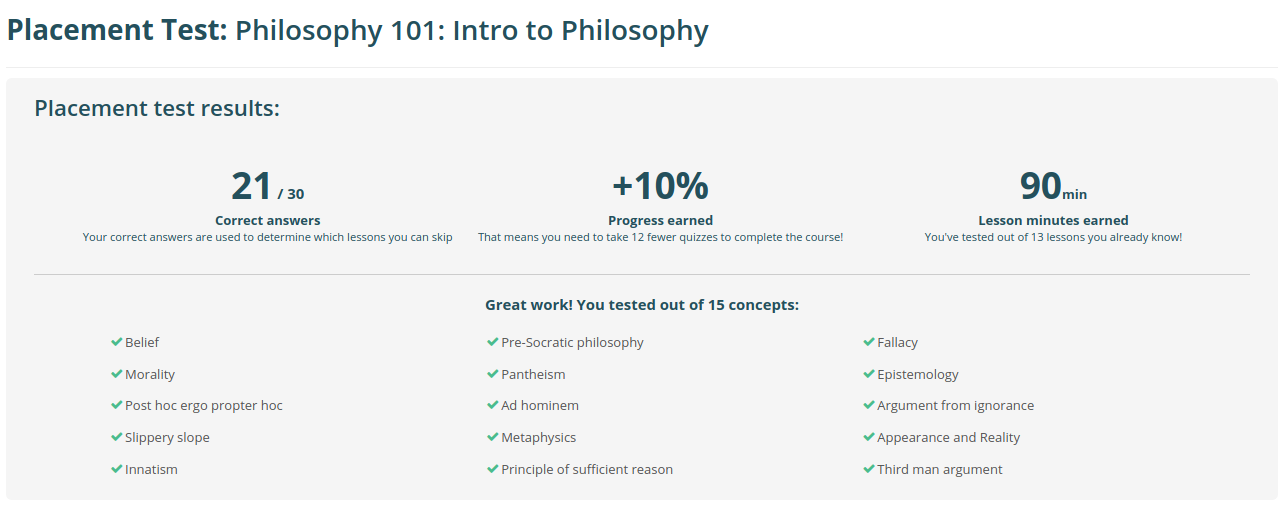 Placement Test: Philosophy 101: Intro to Philosophy
Placement test results:
21 / 30
Correct answers
Your correct answers are used to determine which lessons you can skip
+10%
Progress earned
That means you need to take 12 fewer quizzes to complete the course!
90min
Lesson minutes earned
You've tested out of 13 lessons you already know!
Great work! You tested out of 15 concepts:
Belief
Morality
Post hoc ergo propter hoc
Slippery slope
Innatism
Pre-Socratic philosophy
Pantheism
Ad hominem
Metaphysics
Principle of sufficient reason
Fallacy
Epistemology
Argument from ignorance
Appearance and Reality
Third man argument